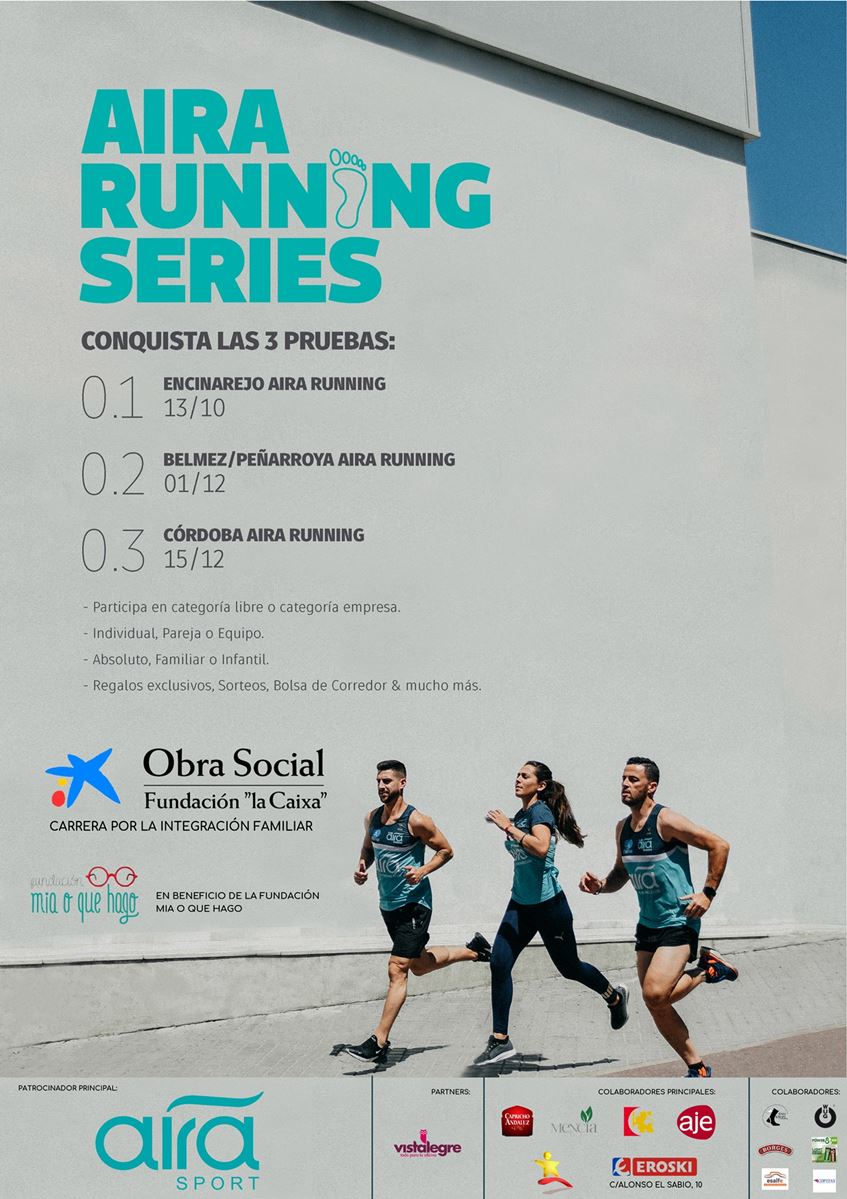 AIRA
RUNNING
SERIES
CONQUISTA LAS 3 PRUEBAS:
0.1 ENCINAREJO AIRA RUNNING
13/10
0.2 BELMEZ/PEÑARROYA AIRA RUNNING
01/12
0.3 CÓRDOBA AIRA RUNNING
15/12
- Participa en categoría libre o categoría empresa.
- Individual, Pareja o Equipo.
- Absoluto, Familiar o Infantil.
- Regalos exclusivos, Sorteos, Bolsa de Corredor & mucho más.
Obra Social
Fundación "la Caixa"
CARRERA POR LA INTEGRACIÓN FAMILIAR
fundación
mia o que hago
EN BENEFICIO DE LA FUNDACIÓN
MIA O QUE HAGO
aira
aira
PATROCINADOR PRINCIPAL:
aira
SPORT
PARTNERS:
vistalegre
COLABORADORES PRINCIPALES:
CAPRICHO
ANDALUZ
MENCÍA
aje
EROSKI
C/ALONSO EL SABIO, 10
COLABORADORES:
BORGES